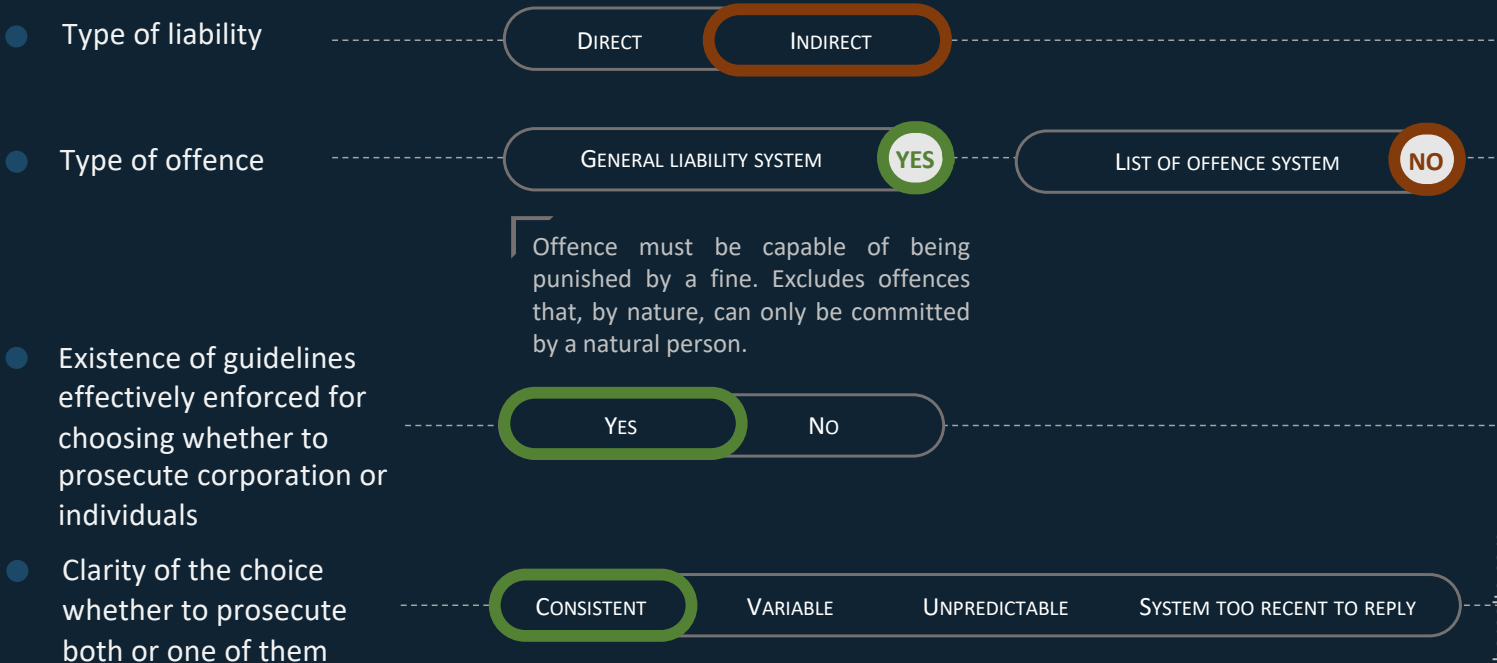 Type of liability
DIRECT INDIRECT
Type of offence
GENERAL LIABILITY SYSTEM YES LIST OF OFFENCE SYSTEM NO
Offence must be capable of being
punished by a fine. Excludes offences
that, by nature, can only be committed
by a natural person.
Existence of guidelines
effectively enforced for
choosing whether to
prosecute corporation or
individuals
YES NO
Clarity of the choice
whether to prosecute
both or one of them
CONSISTENT VARIABLE UNPREDICTABLE SYSTEM TOO RECENT TO REPLY